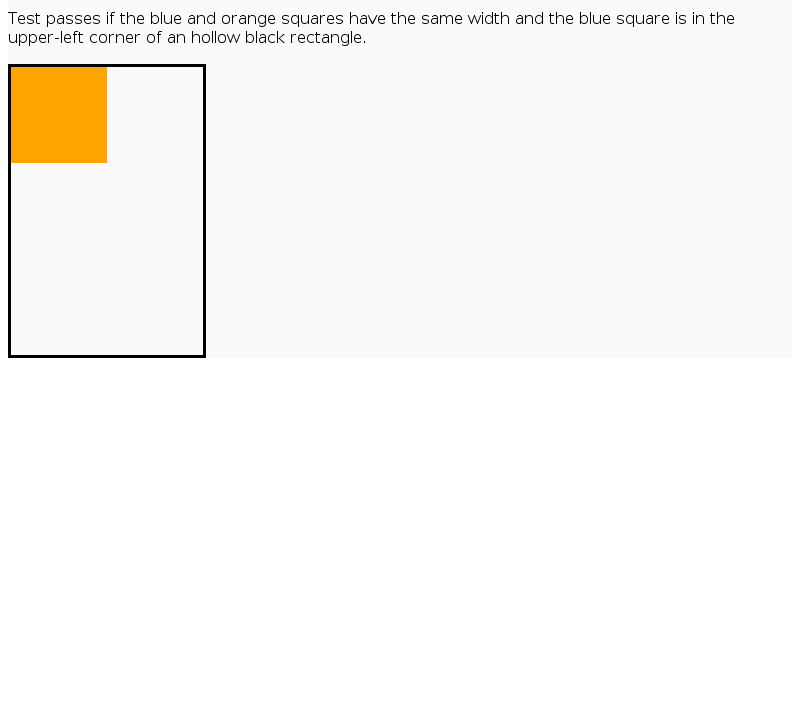 Test passes if the blue and orange squares have the same width and the blue square is in the
upper-left corner of an hollow black rectangle.